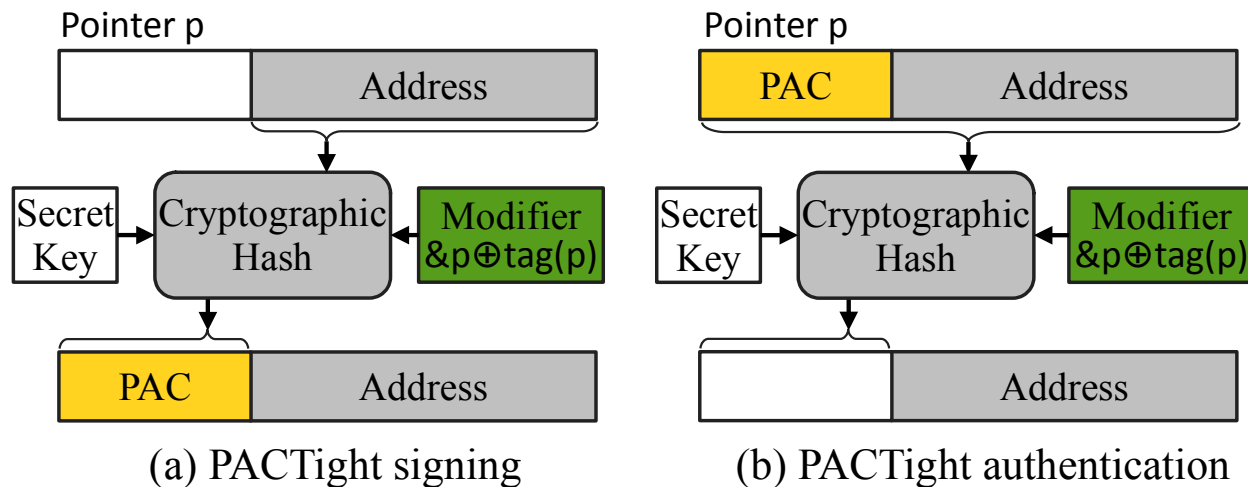 Pointer p
Address
Secret
Key
Cryptographic
Hash
Modifier
&p⊕tag(p)
PAC
Address
(a) PACTight signing
Pointer p
PAC
Address
Secret
Key
Cryptographic
Hash
Modifier
&p⊕tag(p)
Address
(b) PACTight authentication